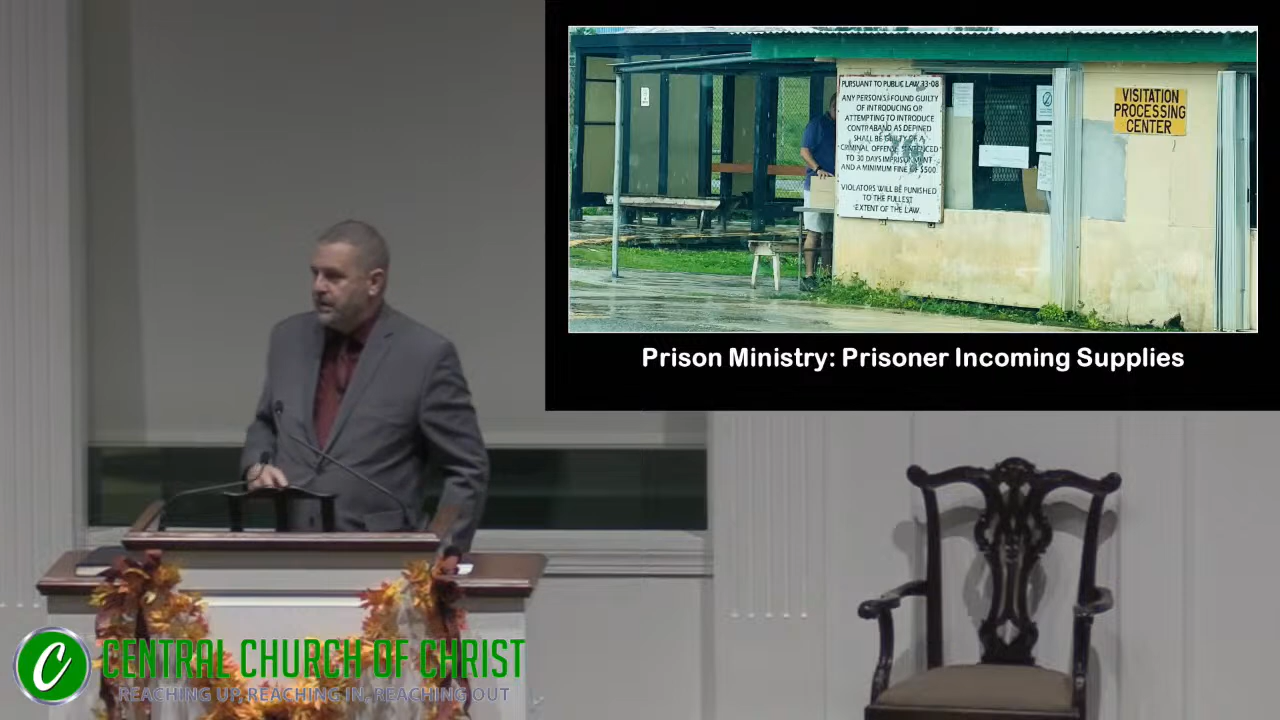 PURSUANT TO PUBLIC LAW 33-08
ANY PERSON(S) FOUND GUILTY
OF INTRODUCING OR
ATTEMPTING TO INTRODUCE
CONTRABAND AS DEFINED
SHALL BE GUILTY OF A
CRIMINAL OFFENSE SENTENCED
TO 30 DAYS IMPRISONMENT
AND A MINIMUM FINE OF $500
VIOLATORS WILL BE PUNISHED
TO THE FULLEST
EXTENT OF THE LAW.
VISITATION
PROCESSING
CENTER
Prison Ministry: Prisoner Incoming Supplies
C CENTRAL CHURCH OF CHRIST
REACHING UP, REACHING IN, REACHING OUT